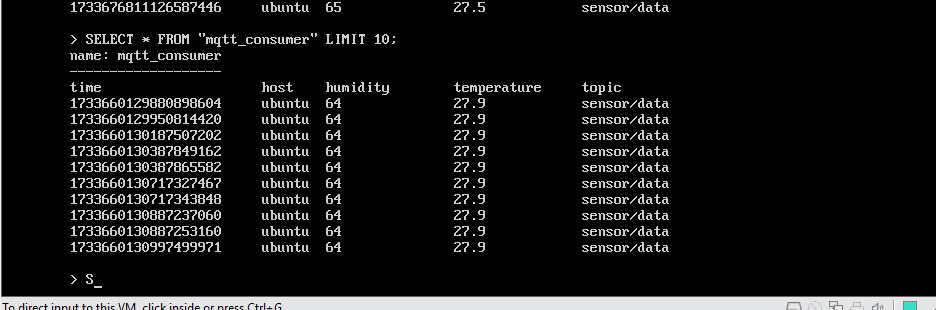 1733676811126587446 ubuntu 65 27.5 sensor/data
> SELECT * FROM "mqtt_consumer" LIMIT 10;
name: mqtt_consumer
-------------------
time host humidity temperature topic
1733660129880898604 ubuntu 64 27.9 sensor/data
1733660129950814420 ubuntu 64 27.9 sensor/data
1733660130187507202 ubuntu 64 27.9 sensor/data
1733660130387849162 ubuntu 64 27.9 sensor/data
1733660130387865582 ubuntu 64 27.9 sensor/data
1733660130717327467 ubuntu 64 27.9 sensor/data
1733660130717343848 ubuntu 64 27.9 sensor/data
1733660130887237060 ubuntu 64 27.9 sensor/data
1733660130887253160 ubuntu 64 27.9 sensor/data
1733660130997499971 ubuntu 64 27.9 sensor/data
> S_
To direct input to this VM, click inside or press Ctrl+G.